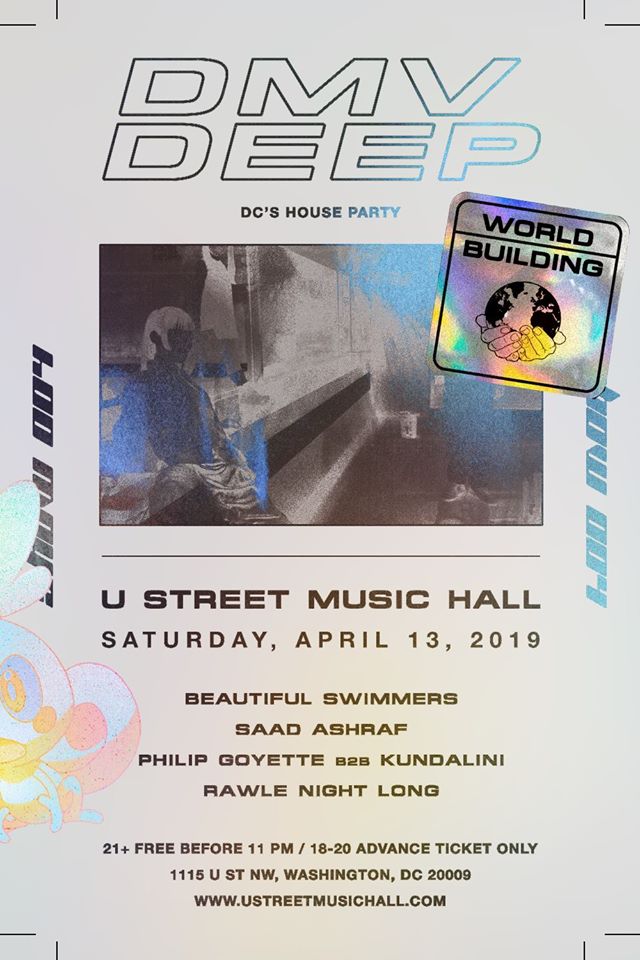 DMV
DEEP
DC'S HOUSE PARTY
WORLD
BUILDING
U STREET MUSIC HALL
SATURDAY, APRIL 13, 2019
BEAUTIFUL SWIMMERS
SAAD ASHRAF
PHILIP GOYETTE B2B KUNDALINI
RAWLE NIGHT LONG
21+ FREE BEFORE 11 PM / 18-20 ADVANCE TICKET ONLY
1115 U ST NW, WASHINGTON, DC 20009
WWW.USTREETMUSICHALL.COM